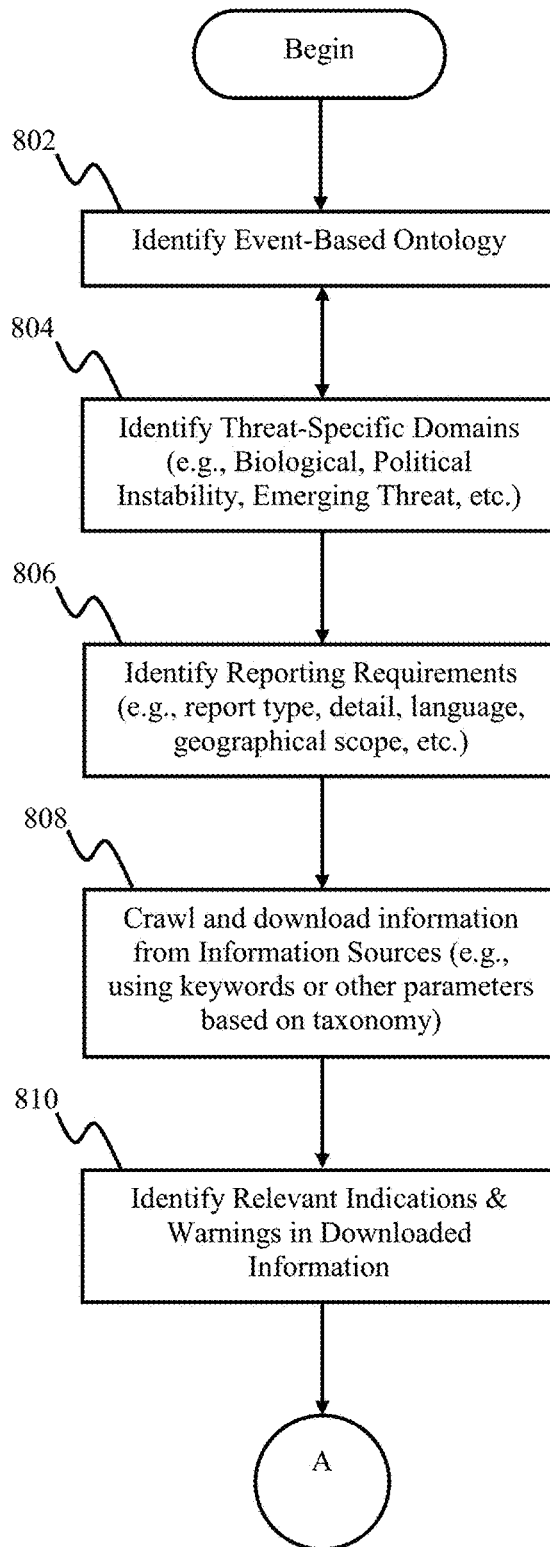 Begin
802
Identify Event-Based Ontology
804
Identify Threat-Specific Domains
(e.g., Biological, Political
Instability, Emerging Threat, etc.)
806
Identify Reporting Requirements
(e.g., report type, detail, language,
geographical scope, etc.)
808
Crawl and download information
from Information Sources (e.g.,
using keywords or other parameters
based on taxonomy)
810
Identify Relevant Indications &
Warnings in Downloaded
Information
A